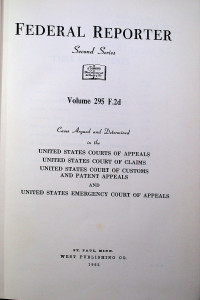 FEDERAL REPORTER
Second Series
Volume 295 F.2d
Cases Argued and Determined
in the
UNITED STATES COURTS OF APPEALS
UNITED STATES COURT OF CLAIMS
UNITED STATES COURT OF CUSTOMS
AND PATENT APPEALS
AND
UNITED STATES EMERGENCY COURT OF APPEALS
ST. PAUL, MINN.
WEST PUBLISHING CO.